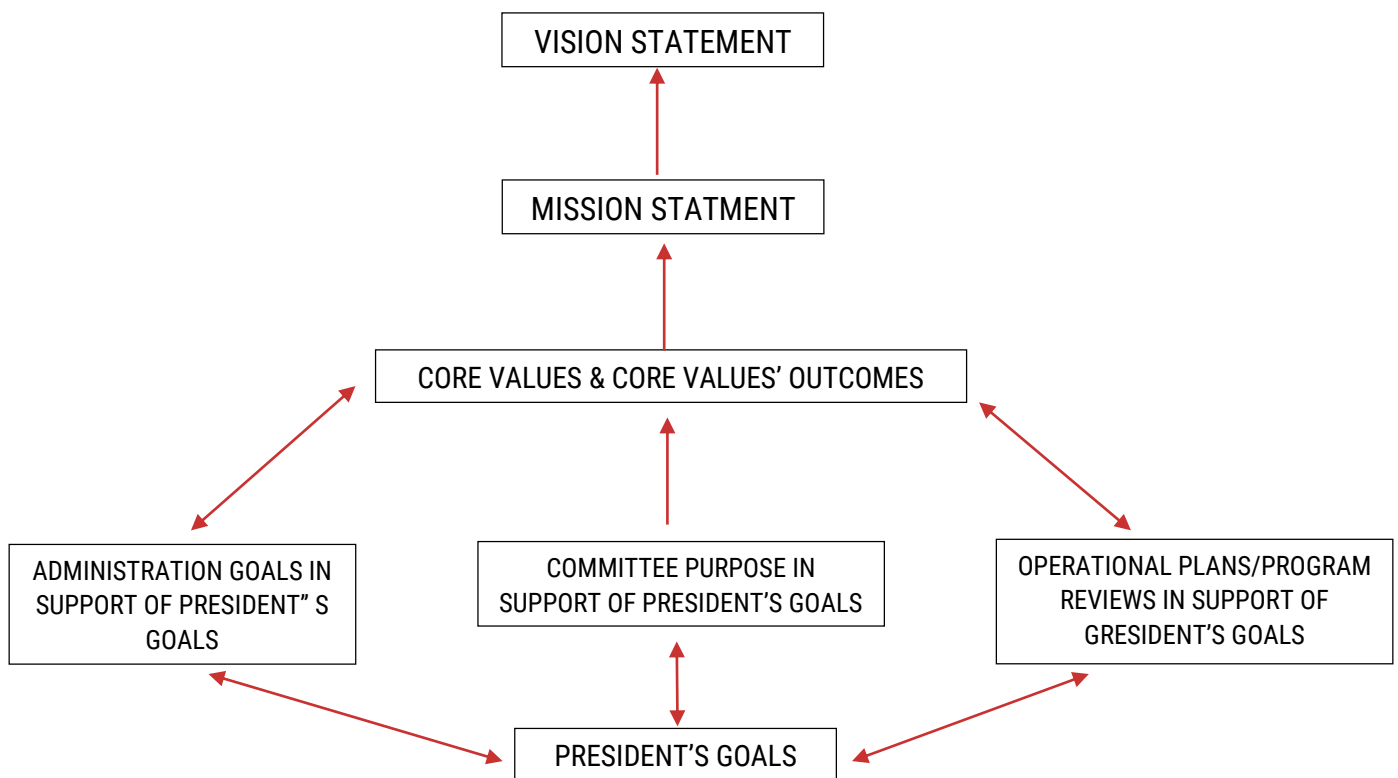 VISION STATEMENT
MISSION STATMENT
CORE VALUES & CORE VALUES’ OUTCOMES
ADMINISTRATION GOALS IN
SUPPORT OF PRESIDENT” S
GOALS
COMMITTEE PURPOSE IN
SUPPORT OF PRESIDENT’S GOALS
OPERATIONAL PLANS/PROGRAM
REVIEWS IN SUPPORT OF
GRESIDENT’S GOALS
PRESIDENT’S GOALS